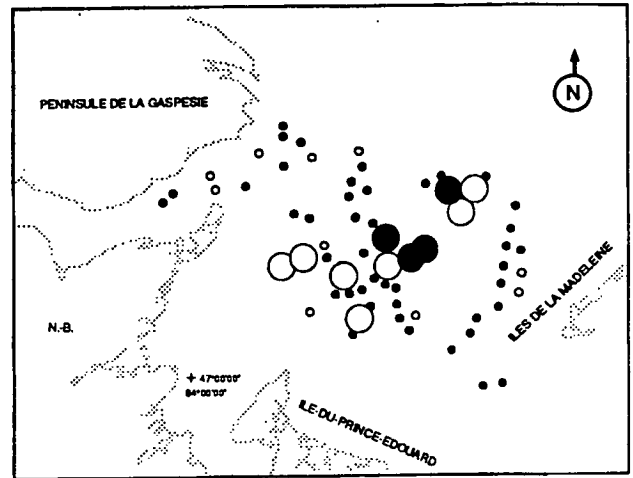 PENINSULE DE LA GASPESIE
N
ILES DE LA MADELEINE
N.-B.
+ 47°00'00"
64°00'00"
ILE-DU-PRINCE-EDOUARD